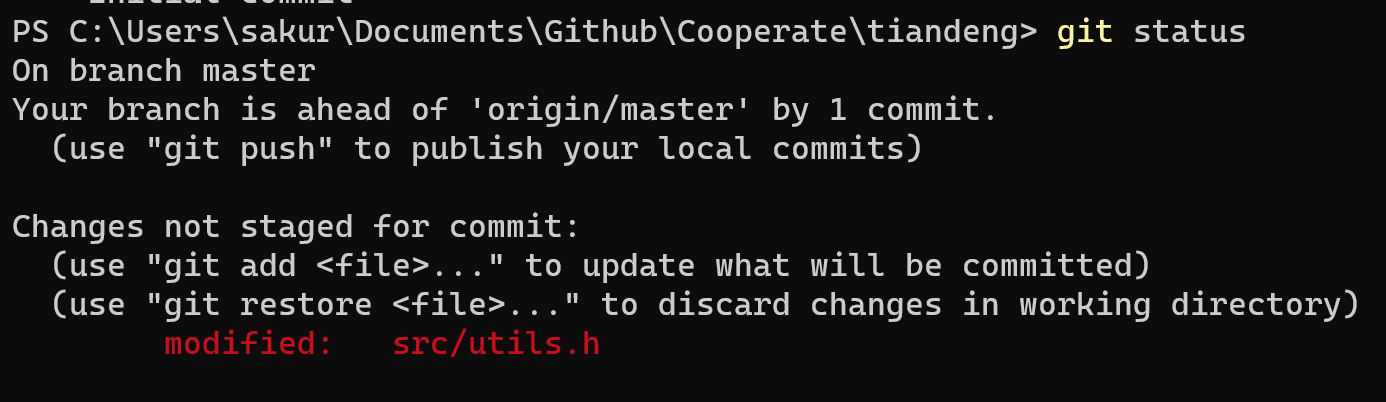 Initial commit
PS C:\Users\sakur\Documents\Github\Cooperate\tiandeng> git status
On branch master
Your branch is ahead of 'origin/master' by 1 commit.
  (use "git push" to publish your local commits)

Changes not staged for commit:
  (use "git add <file>..." to update what will be committed)
  (use "git restore <file>..." to discard changes in working directory)
        modified:   src/utils.h